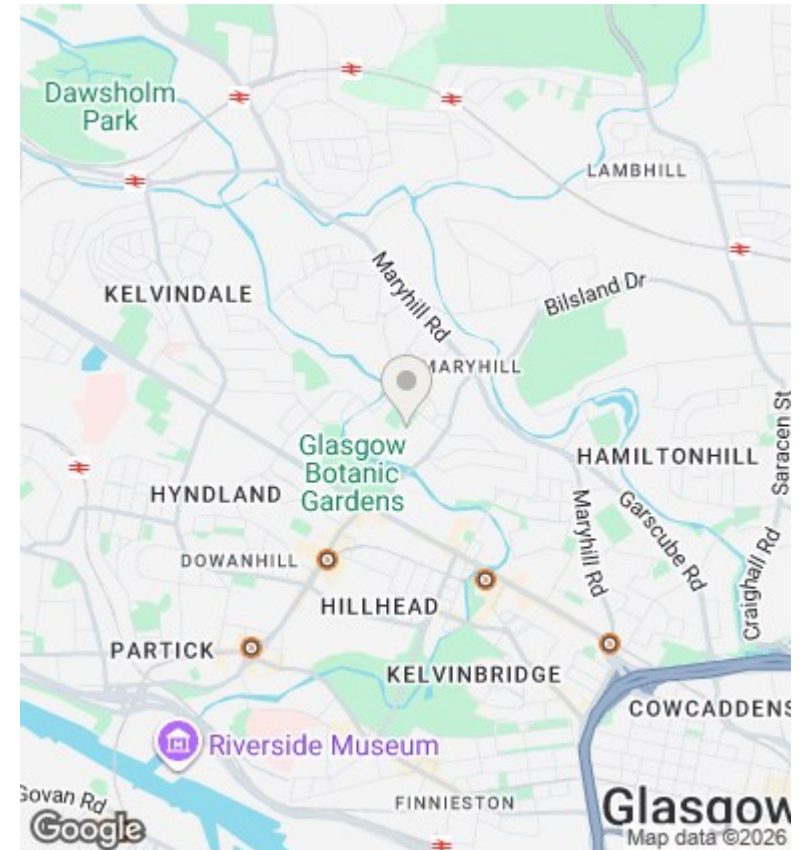 Dawsholm
Park
LAMBHILL
Maryhill Rd
KELVINDALE
Bilsland Dr
MARYHILL
Saracen St
Glasgow
Botanic
Gardens
HAMILTONHILL
HYNDLAND
Maryhill Rd
Garscube Rd
Craighall Rd
DOWANHILL
HILLHEAD
PARTICK
KELVINBRIDGE
COWCADDENS
Riverside Museum
Govan Rd
FINNIESTON
Glasgow
Google
Map data ©2026